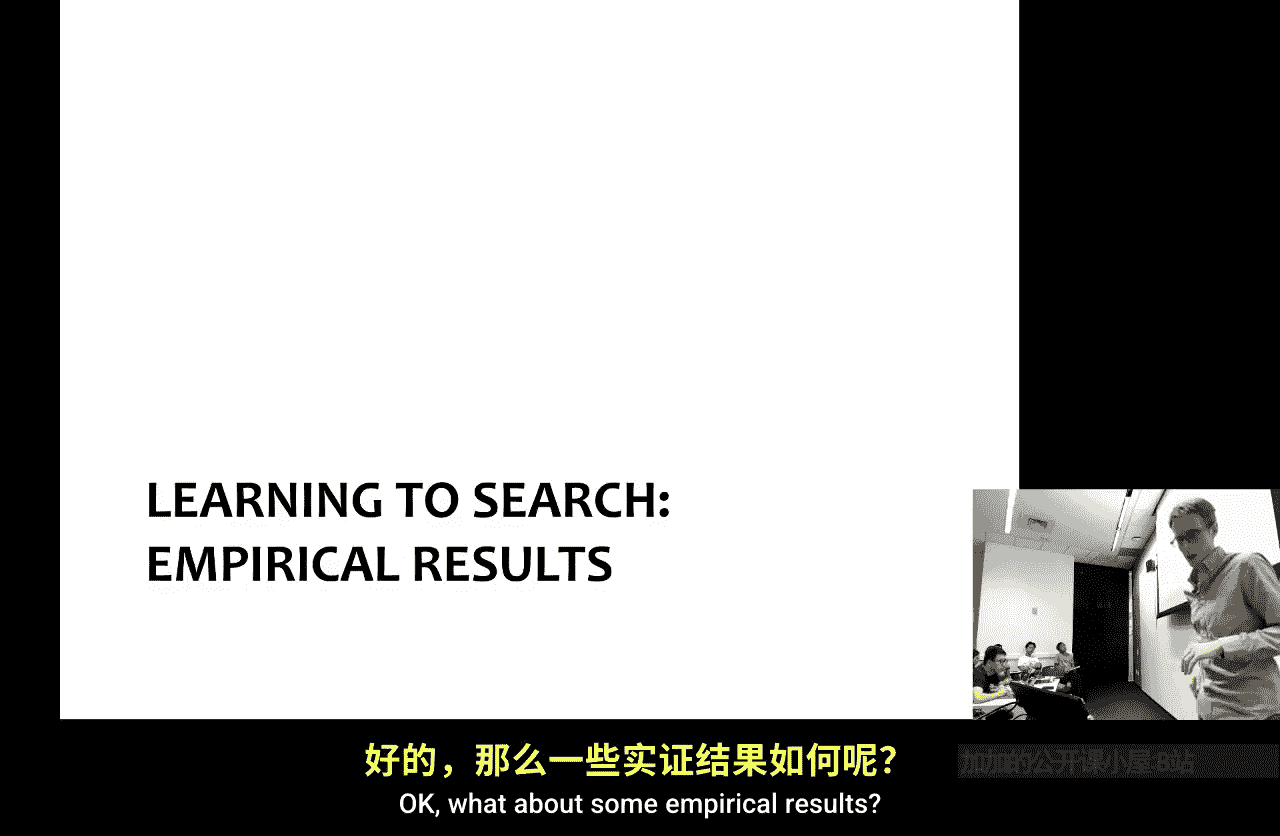 LEARNING TO SEARCH:
EMPIRICAL RESULTS
好的，那么一些实证结果如何呢？
加加的公开课小屋 B站
OK, what about some empirical results?